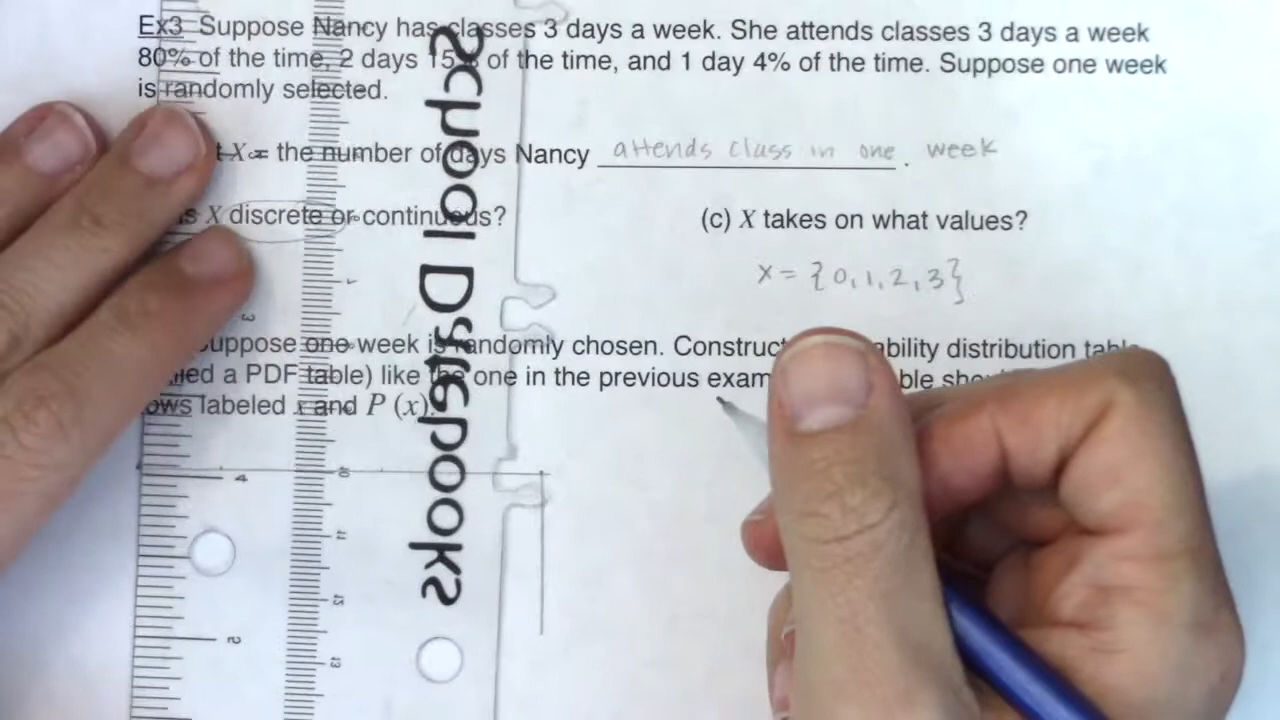 Ex3 Suppose Nancy has classes 3 days a week. She attends classes 3 days a week
80% of the time, 2 days 15% of the time, and 1 day 4% of the time. Suppose one week
is randomly selected.
X = the number of days Nancy attends class in one . week
is X discrete or continuous?
(c) X takes on what values?
x = {0, 1, 2, 3}
Suppose one week is randomly chosen. Construct ability distribution table
a PDF table) like the one in the previous
labeled x and P (x).
School Datebooks